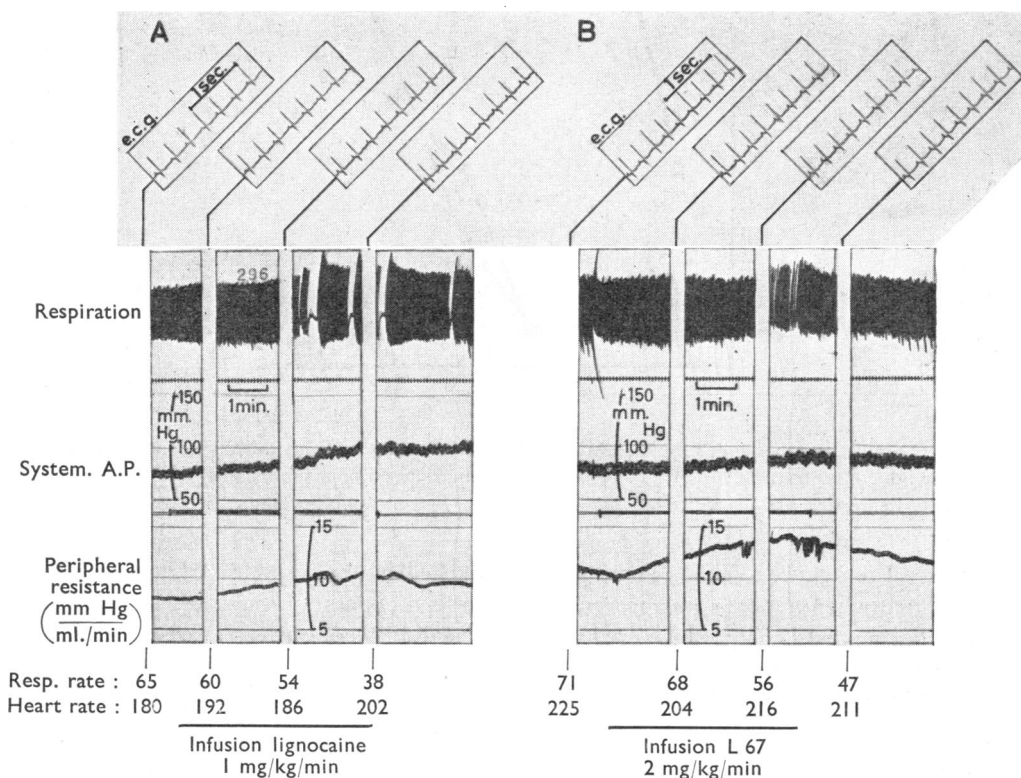 A
B
e.c.g.
1sec.
e.c.g.
1sec.
Respiration
296
1min.
1min.
150
mm.
Hg
100
50
150
mm.
Hg
100
50
System. A.P.
15
10
5
15
10
5
Peripheral
resistance
(mm Hg
ml./min)
Resp. rate : 65 60 54 38 71 68 56 47
Heart rate : 180 192 186 202 225 204 216 211
Infusion lignocaine
1 mg/kg/min
Infusion L 67
2 mg/kg/min